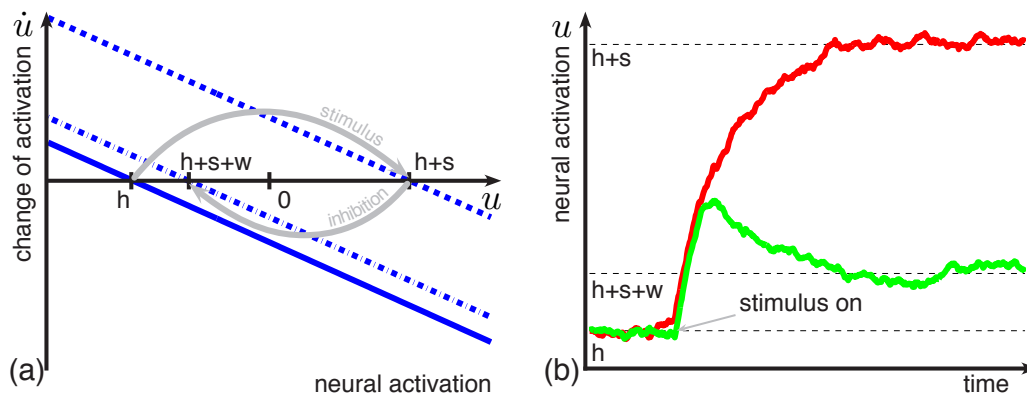 u̇
change of activation
stimulus
h+s+w
h+s
h
0
u
inhibition
(a)
neural activation
u
neural activation
h+s
h+s+w
stimulus on
h
(b)
time